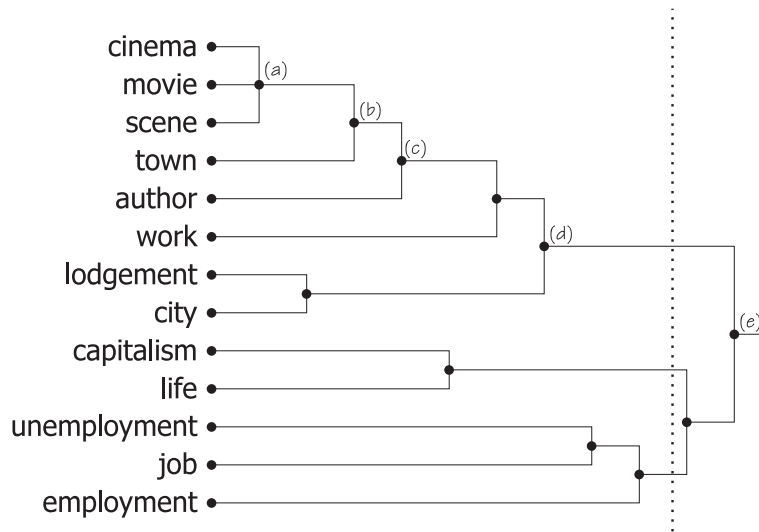 cinema
(a)
movie
(b)
scene
(c)
town
author
work
(d)
lodgement
city
(e)
capitalism
life
unemployment
job
employment